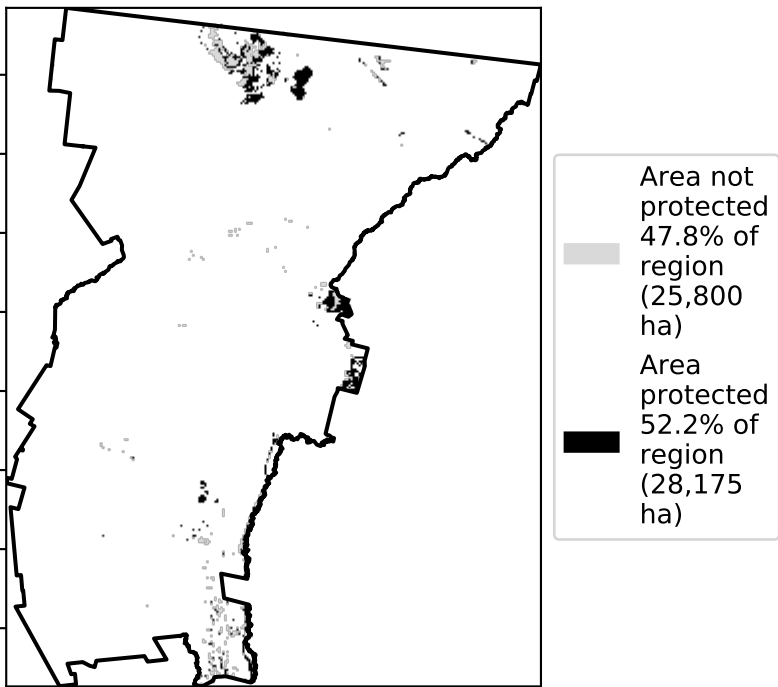 Area not
protected
47.8% of
region
(25,800
ha)
Area
protected
52.2% of
region
(28,175
ha)